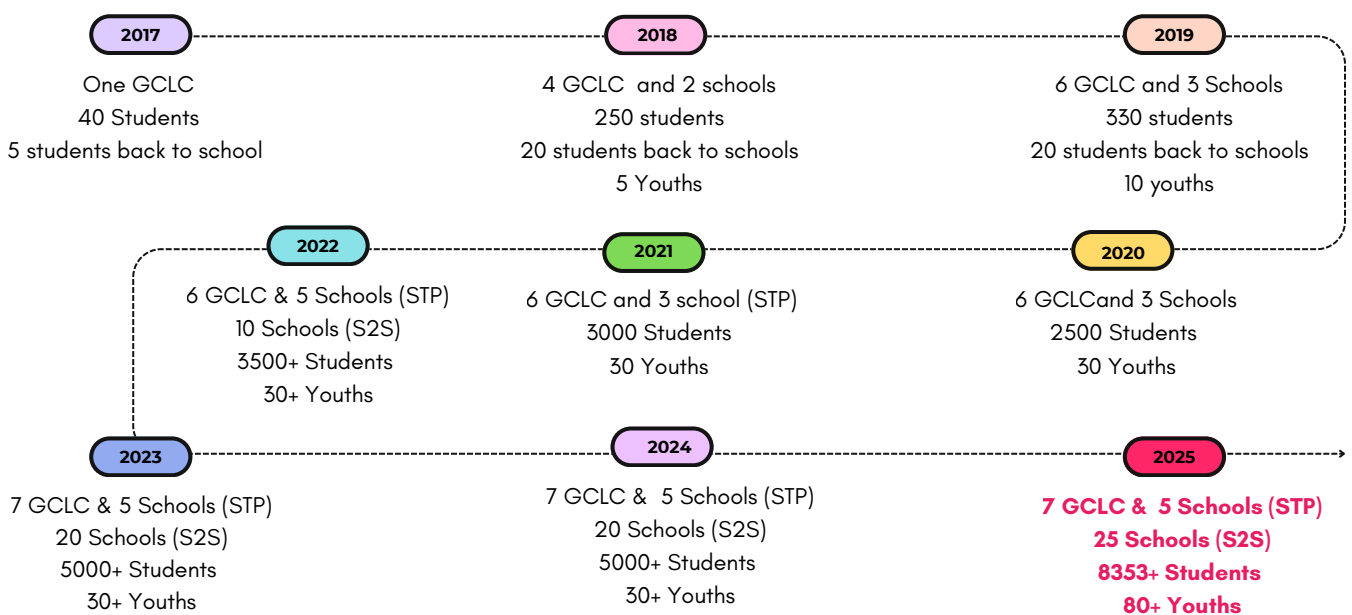 2017
One GCLC
40 Students
5 students back to school
2018
4 GCLC and 2 schools
250 students
20 students back to schools
5 Youths
2019
6 GCLC and 3 Schools
330 students
20 students back to schools
10 youths
2020
6 GCLCand 3 Schools
2500 Students
30 Youths
2021
6 GCLC and 3 school (STP)
3000 Students
30 Youths
2022
6 GCLC & 5 Schools (STP)
10 Schools (S2S)
3500+ Students
30+ Youths
2023
7 GCLC & 5 Schools (STP)
20 Schools (S2S)
5000+ Students
30+ Youths
2024
7 GCLC & 5 Schools (STP)
20 Schools (S2S)
5000+ Students
30+ Youths
2025
7 GCLC & 5 Schools (STP)
25 Schools (S2S)
8353+ Students
80+ Youths